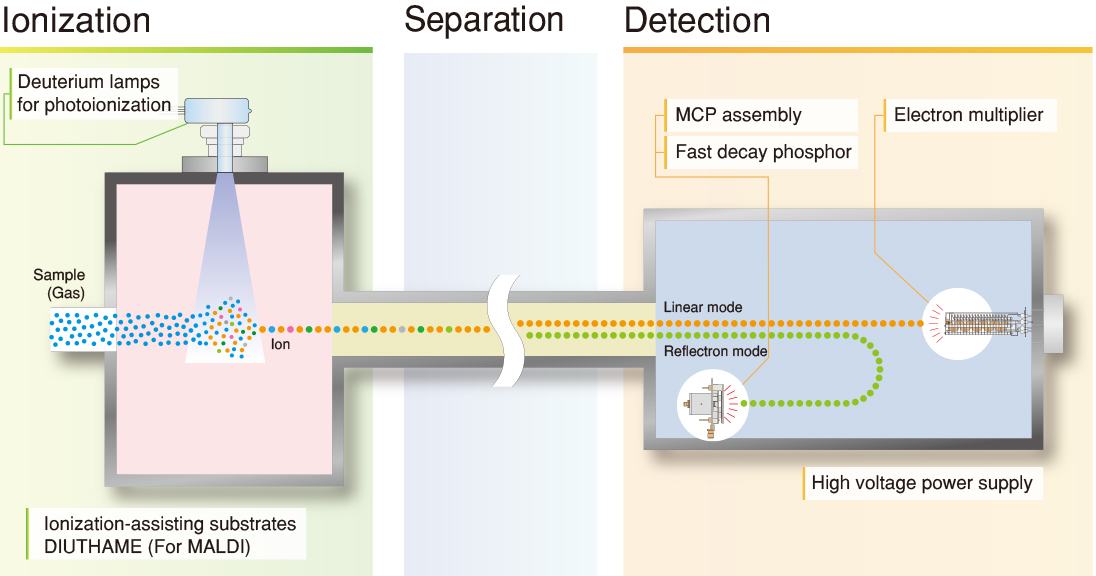 Ionization
Separation
Detection
Deuterium lamps
for photoionization
MCP assembly
Fast decay phosphor
Electron multiplier
Sample
(Gas)
Ion
Linear mode
Reflectron mode
High voltage power supply
Ionization-assisting substrates
DIUTHAME (For MALDI)